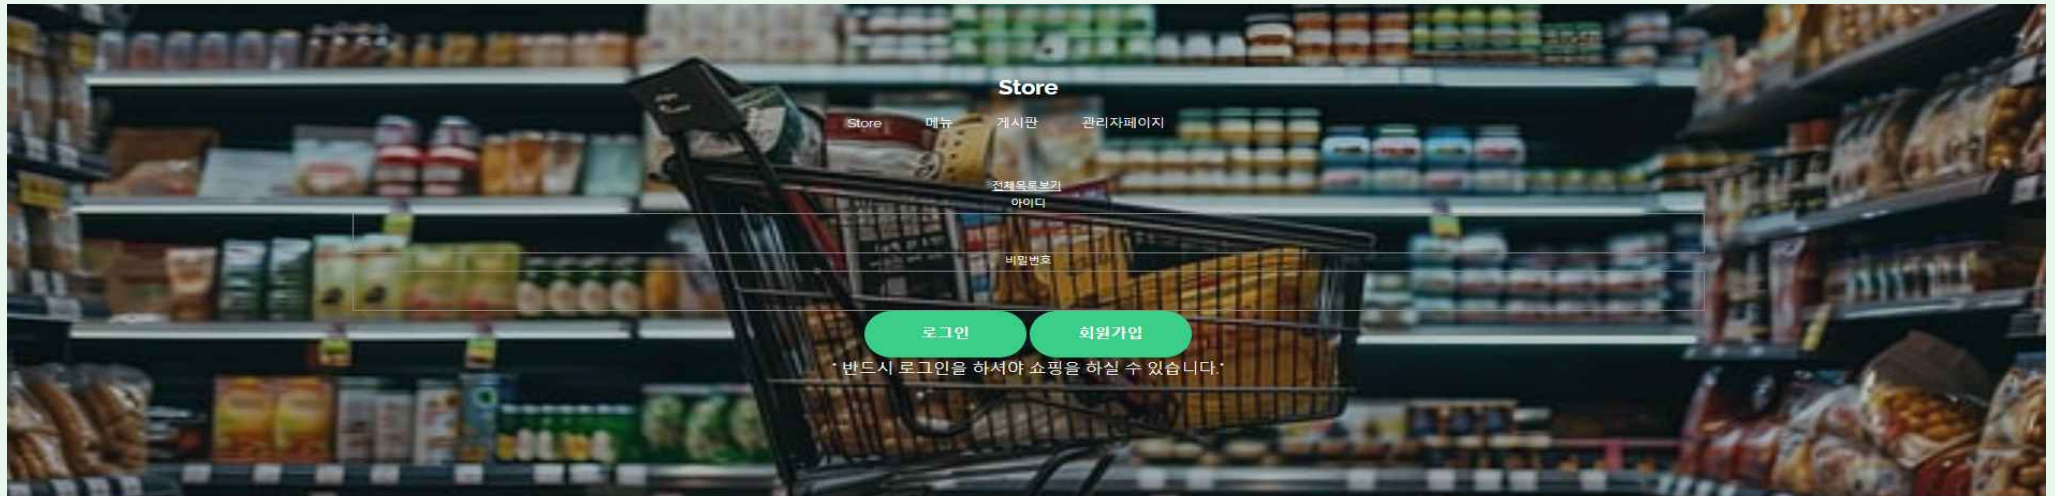 Store
Store 메뉴 게시판 관리자페이지
전체목록보기
아이디
비밀번호
로그인 회원가입
* 반드시 로그인을 하셔야 쇼핑을 하실 수 있습니다.*